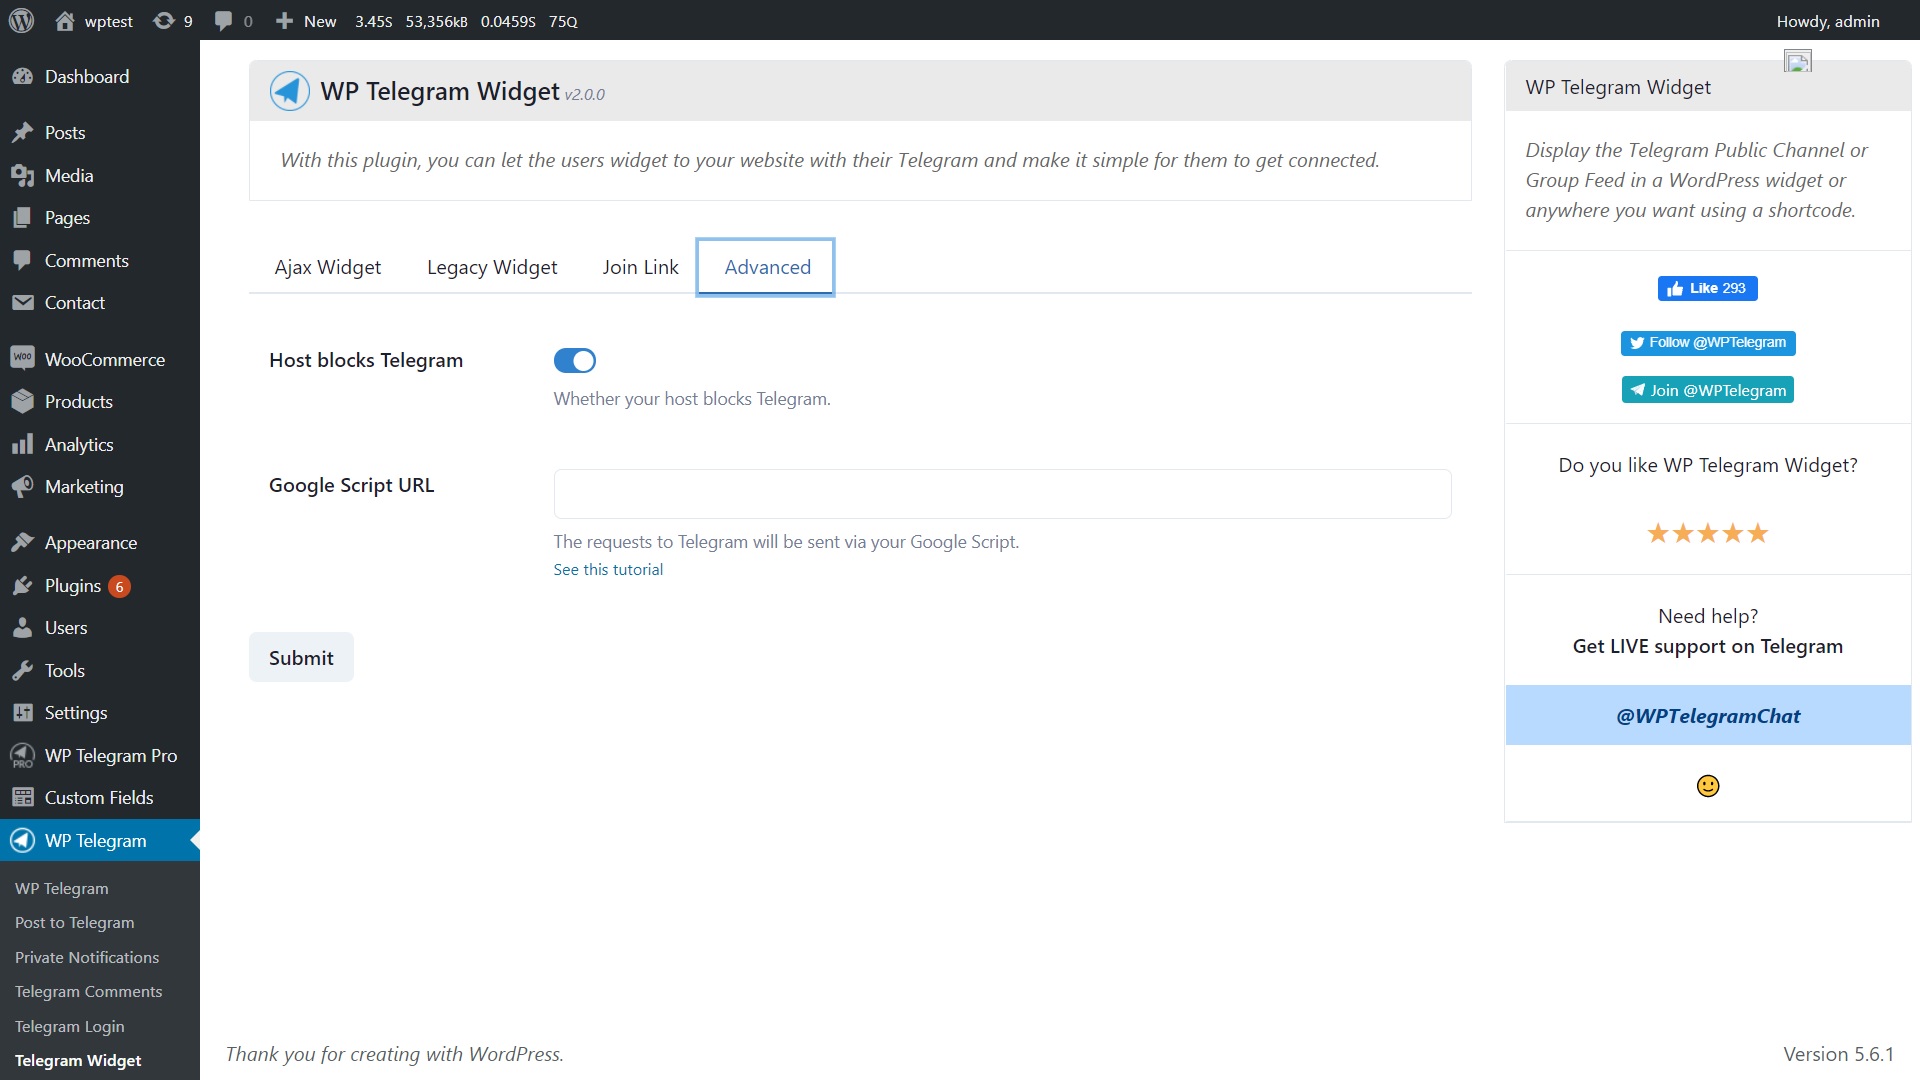 wptest 9 0 New 3.45s 53,356kB 0.0459s 75Q Howdy, admin
Dashboard
Posts
Media
Pages
Comments
Contact
WooCommerce
Products
Analytics
Marketing
Appearance
Plugins 6
Users
Tools
Settings
WP Telegram Pro
Custom Fields
WP Telegram
WP Telegram
Post to Telegram
Private Notifications
Telegram Comments
Telegram Login
Telegram Widget
WP Telegram Widget v2.0.0
With this plugin, you can let the users widget to your website with their Telegram and make it simple for them to get connected.
Ajax Widget Legacy Widget Join Link Advanced
Host blocks Telegram
Whether your host blocks Telegram.
Google Script URL
The requests to Telegram will be sent via your Google Script.
See this tutorial
Submit
WP Telegram Widget
Display the Telegram Public Channel or
Group Feed in a WordPress widget or
anywhere you want using a shortcode.
Like 293
Follow @WPTelegram
Join @WPTelegram
Do you like WP Telegram Widget?
★★★★★
Need help?
Get LIVE support on Telegram
@WPTelegramChat
Thank you for creating with WordPress.
Version 5.6.1